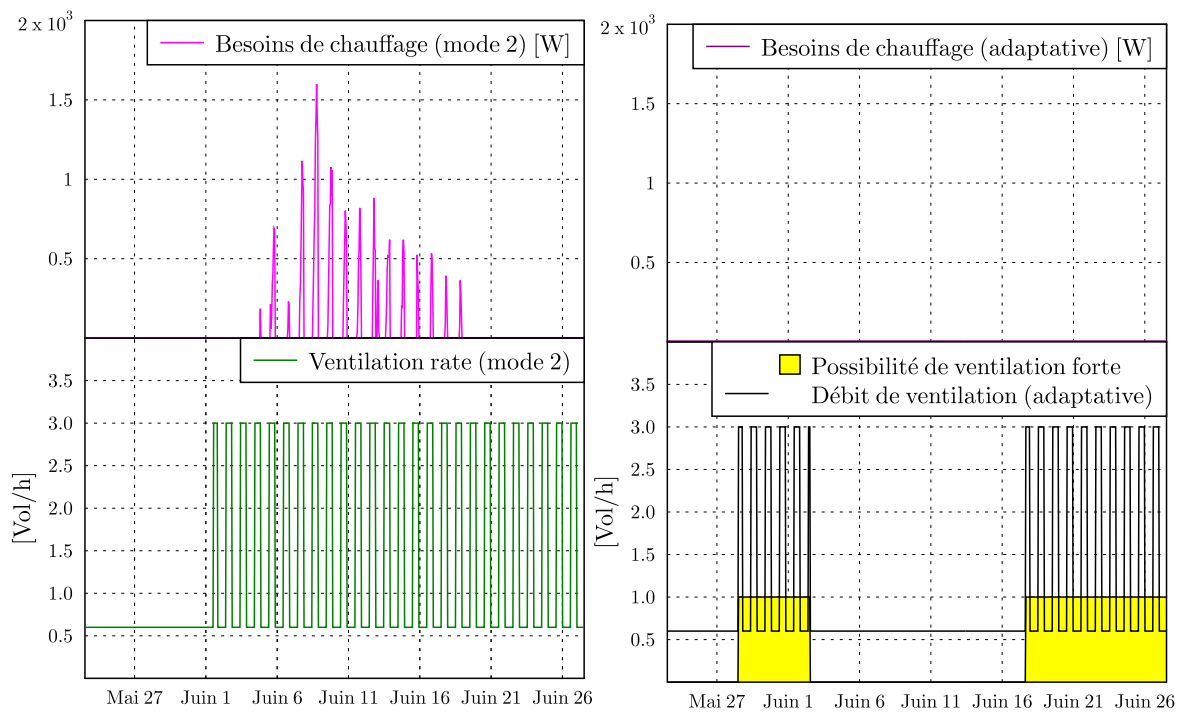 2 x 10³
Besoins de chauffage (mode 2) [W]
1.5
1
0.5
Ventilation rate (mode 2)
3.5
3.0
2.5
2.0
1.5
1.0
0.5
[Vol/h]
Mai 27 Juin 1 Juin 6 Juin 11 Juin 16 Juin 21 Juin 26
2 x 10³
Besoins de chauffage (adaptative) [W]
1.5
1
0.5
Possibilité de ventilation forte
Débit de ventilation (adaptative)
3.5
3.0
2.5
2.0
1.5
1.0
0.5
[Vol/h]
Mai 27 Juin 1 Juin 6 Juin 11 Juin 16 Juin 21 Juin 26